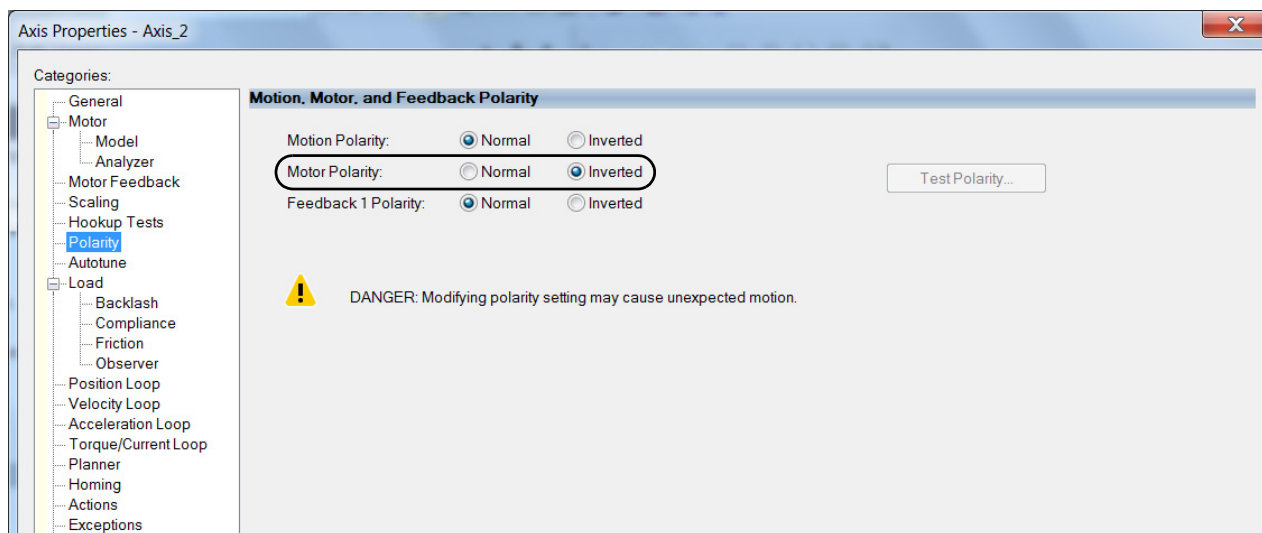 Axis Properties - Axis_2
X
Categories:
General
Motor
Model
Analyzer
Motor Feedback
Scaling
Hookup Tests
Polarity
Autotune
Load
Backlash
Compliance
Friction
Observer
Position Loop
Velocity Loop
Acceleration Loop
Torque/Current Loop
Planner
Homing
Actions
Exceptions
Motion, Motor, and Feedback Polarity
Motion Polarity: Normal Inverted
Motor Polarity: Normal Inverted
Test Polarity...
Feedback 1 Polarity: Normal Inverted
DANGER: Modifying polarity setting may cause unexpected motion.